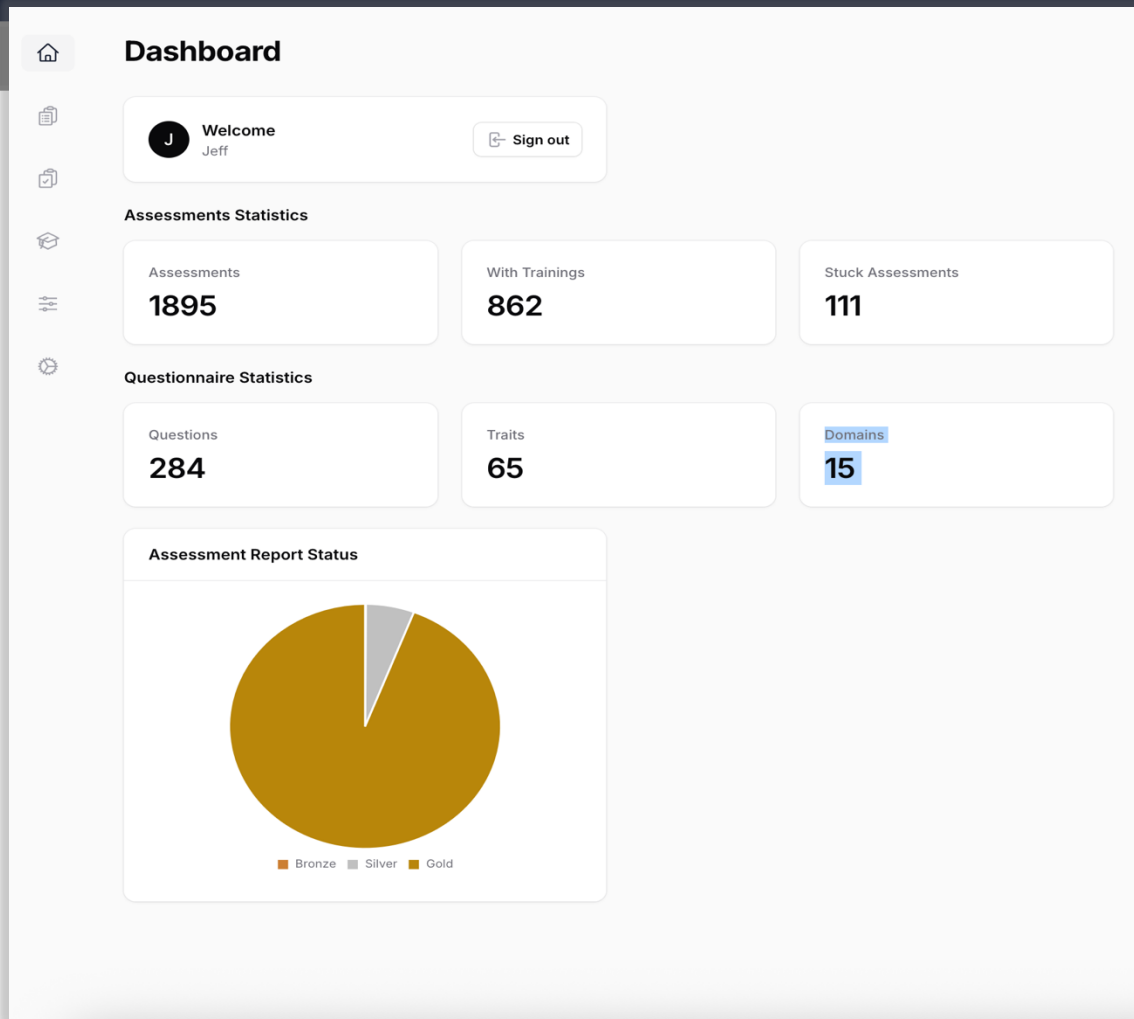 Dashboard
J
Welcome
Jeff
Sign out
Assessments Statistics
Assessments
1895
With Trainings
862
Stuck Assessments
111
Questionnaire Statistics
Questions
284
Traits
65
Domains
15
Assessment Report Status
Bronze Silver Gold